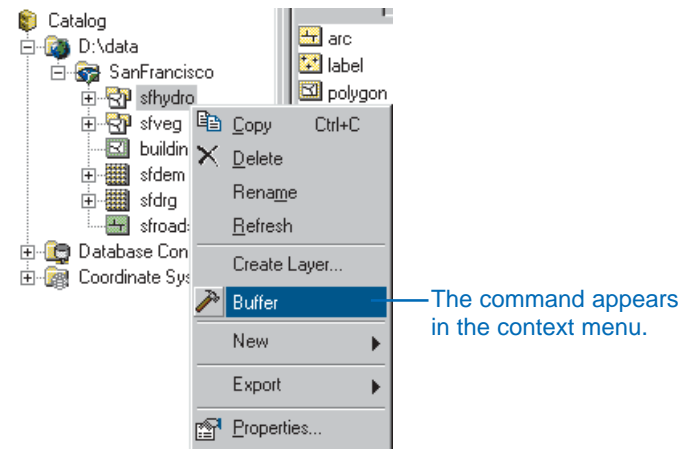 Catalog
D:\data
SanFrancisco
sfhydro
sfveg
buildin
sfdem
sfdrg
sfroads
Database Con
Coordinate Sys
arc
label
polygon
Copy Ctrl+C
Delete
Rename
Refresh
Create Layer...
Buffer
New
Export
Properties...
The command appears
in the context menu.